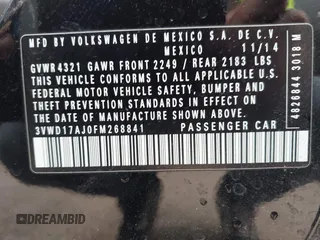 MFD BY VOLKSWAGEN DE MEXICO S.A. DE C.V.
MEXICO 11/14
GVWR4321 GAWR FRONT 2249 / REAR 2183 LBS
THIS VEHICLE CONFORMS TO ALL APPLICABLE
FEDERAL MOTOR VEHICLE SAFETY, BUMPER AND
THEFT PREVENTION STANDARDS IN EFFECT
ON THE DATE OF MANUFACTURE SHOWN ABOVE.
3VWD17AJ0FM268841 PASSENGER CAR
4826844 3018 M
DREAMBID